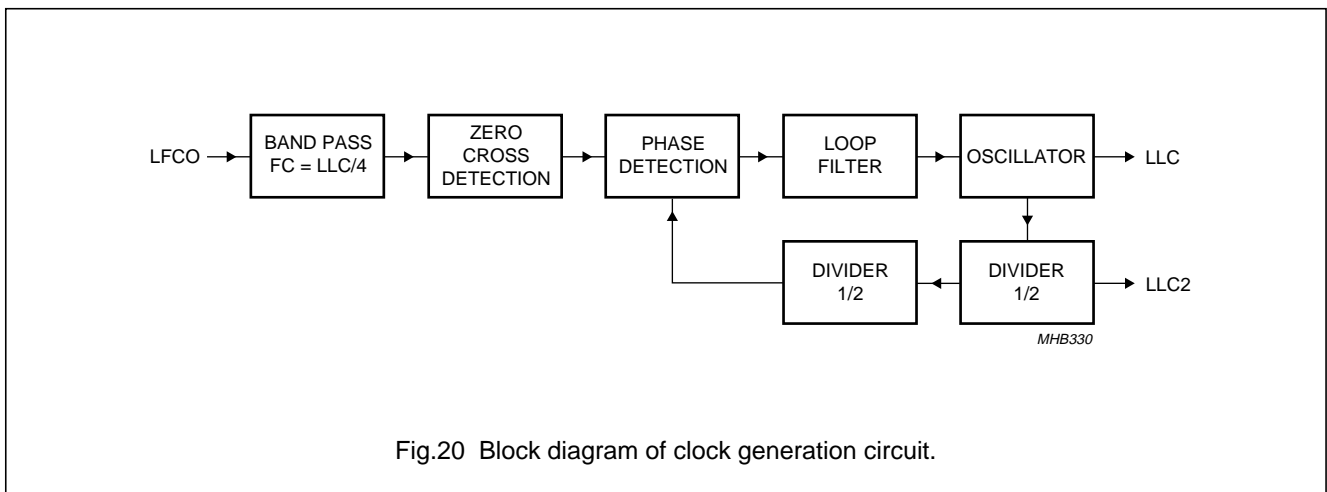 LFCO
BAND PASS
FC = LLC/4
ZERO
CROSS
DETECTION
PHASE
DETECTION
LOOP
FILTER
OSCILLATOR
LLC
DIVIDER
1/2
DIVIDER
1/2
LLC2
MHB330
Fig.20 Block diagram of clock generation circuit.